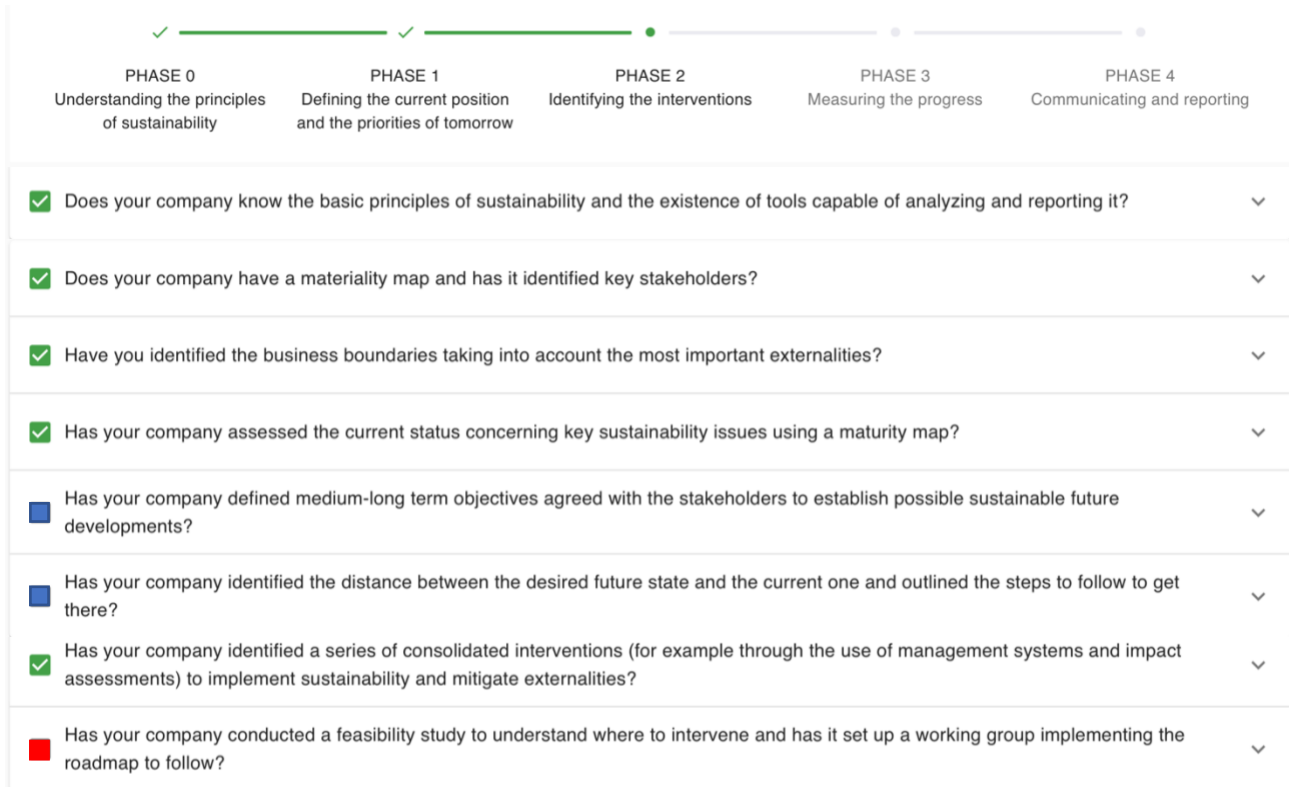 PHASE 0
Understanding the principles
of sustainability
PHASE 1
Defining the current position
and the priorities of tomorrow
PHASE 2
Identifying the interventions
PHASE 3
Measuring the progress
PHASE 4
Communicating and reporting
Does your company know the basic principles of sustainability and the existence of tools capable of analyzing and reporting it?
Does your company have a materiality map and has it identified key stakeholders?
Have you identified the business boundaries taking into account the most important externalities?
Has your company assessed the current status concerning key sustainability issues using a maturity map?
Has your company defined medium-long term objectives agreed with the stakeholders to establish possible sustainable future
developments?
Has your company identified the distance between the desired future state and the current one and outlined the steps to follow to get
there?
Has your company identified a series of consolidated interventions (for example through the use of management systems and impact
assessments) to implement sustainability and mitigate externalities?
Has your company conducted a feasibility study to understand where to intervene and has it set up a working group implementing the
roadmap to follow?